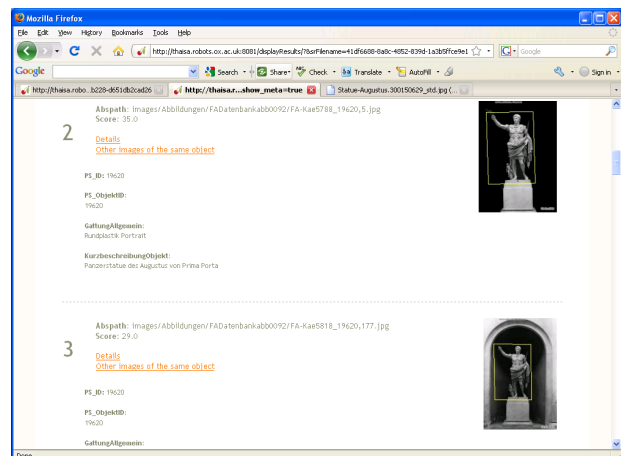 Mozilla Firefox
File Edit View History Bookmarks Tools Help
http://thaisa.robots.ox.ac.uk:8081/displayResults/?&srFilename=41df6688-8a8c-4852-839d-1a3b5ffce9e1 Google
Google Search Share Check Translate AutoFill Sign in
http://thaisa.robo...b228-d651db2cad26 http://thaisa.r...show_meta=true Statue-Augustus.300150629_std.jpg (...
2
Abspath: images/Abbildungen/FADatenbankabb0092/FA-Kae5788_19620,5.jpg
Score: 35.0
Details
Other images of the same object
PS_ID: 19620
PS_ObjektID:
19620
GattungAllgemein:
Rundplastik Portrait
KurzbeschreibungObjekt:
Panzerstatue des Augustus von Prima Porta
3
Abspath: images/Abbildungen/FADatenbankabb0092/FA-Kae5818_19620,177.jpg
Score: 29.0
Details
Other images of the same object
PS_ID: 19620
PS_ObjektID:
19620
GattungAllgemein:
Done